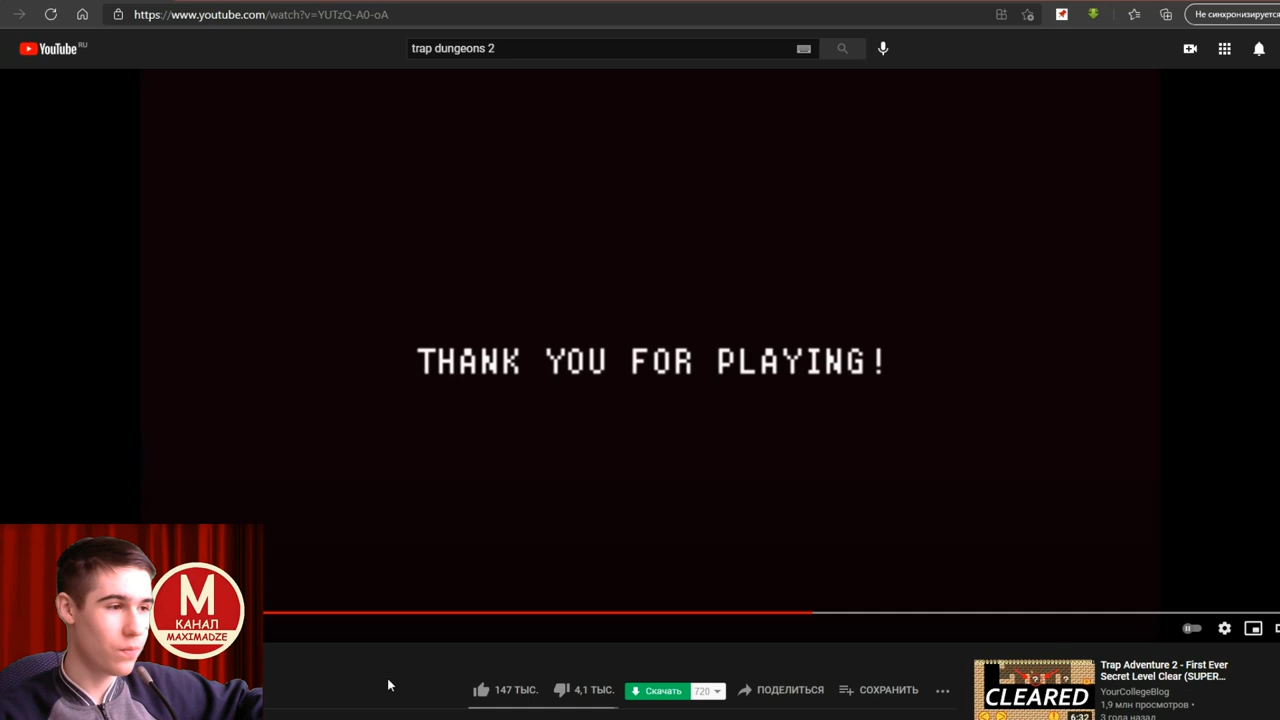 https://www.youtube.com/watch?v=YUTzQ-A0-oA
Не синхронизируется
YouTube RU
trap dungeons 2
THANK YOU FOR PLAYING!
М
КАНАЛ
MAXIMADZE
147 ТЫС.
4,1 ТЫС.
Скачать 720
ПОДЕЛИТЬСЯ
СОХРАНИТЬ
CLEARED
6:32
Trap Adventure 2 - First Ever
Secret Level Clear (SUPER...
YourCollegeBlog
1,9 млн просмотров •
3 года назад